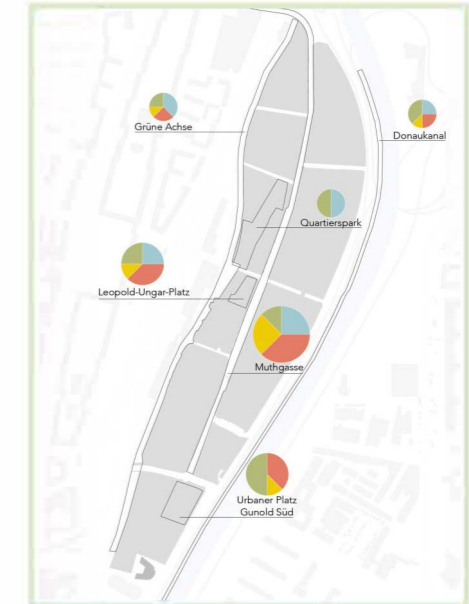 Grüne Achse
Donaukanal
Quartierspark
Leopold-Ungar-Platz
Muthgasse
Urbaner Platz
Gunold Süd